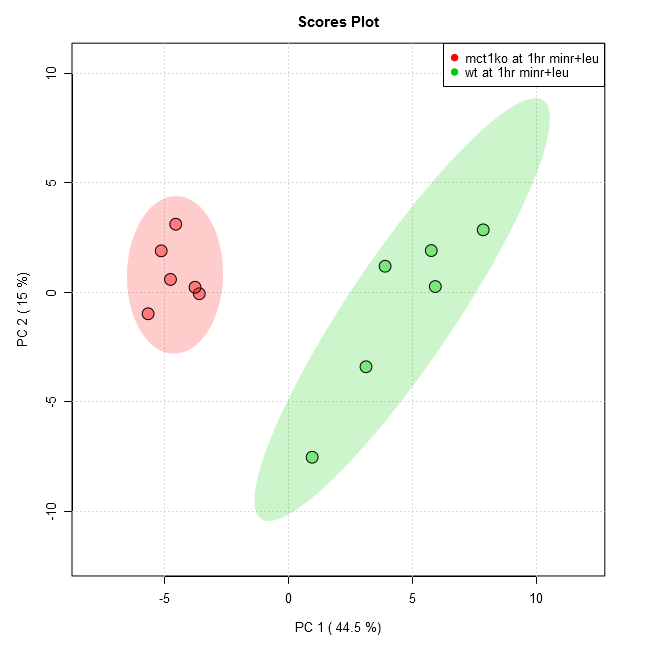 Scores Plot
mct1ko at 1hr minr+leu
wt at 1hr minr+leu
10
5
0
-5
-10
PC 2 ( 15 %)
-5 0 5 10
PC 1 ( 44.5 %)